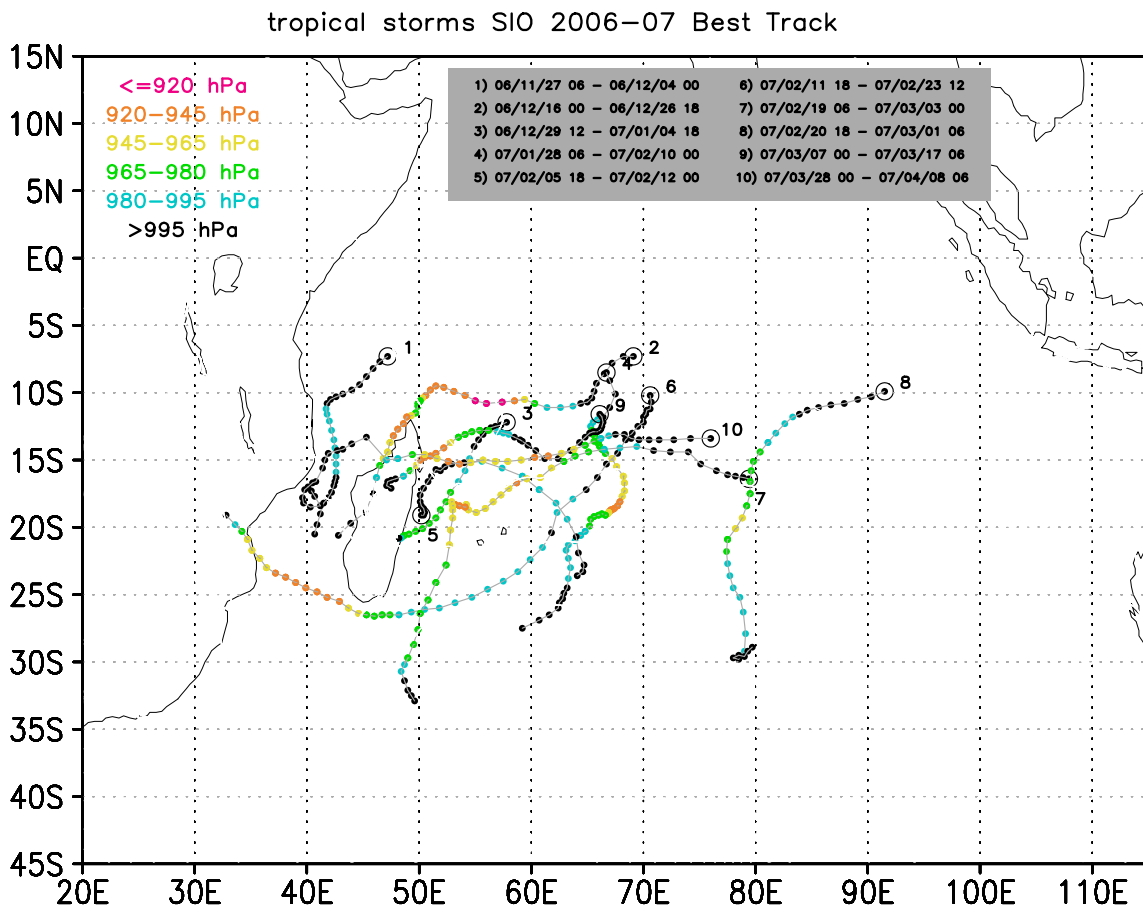 tropical storms SIO 2006-07 Best Track
15N
10N
5N
EQ
5S
10S
15S
20S
25S
30S
35S
40S
45S
<=920 hPa
920-945 hPa
945-965 hPa
965-980 hPa
980-995 hPa
>995 hPa
1) 06/11/27 06 - 06/12/04 00
2) 06/12/16 00 - 06/12/26 18
3) 06/12/29 12 - 07/01/04 18
4) 07/01/28 06 - 07/02/10 00
5) 07/02/05 18 - 07/02/12 00
6) 07/02/11 18 - 07/02/23 12
7) 07/02/19 06 - 07/03/03 00
8) 07/02/20 18 - 07/03/01 06
9) 07/03/07 00 - 07/03/17 06
10) 07/03/28 00 - 07/04/08 06
1
2
4
6
8
9
3
10
7
5
20E 30E 40E 50E 60E 70E 80E 90E 100E 110E